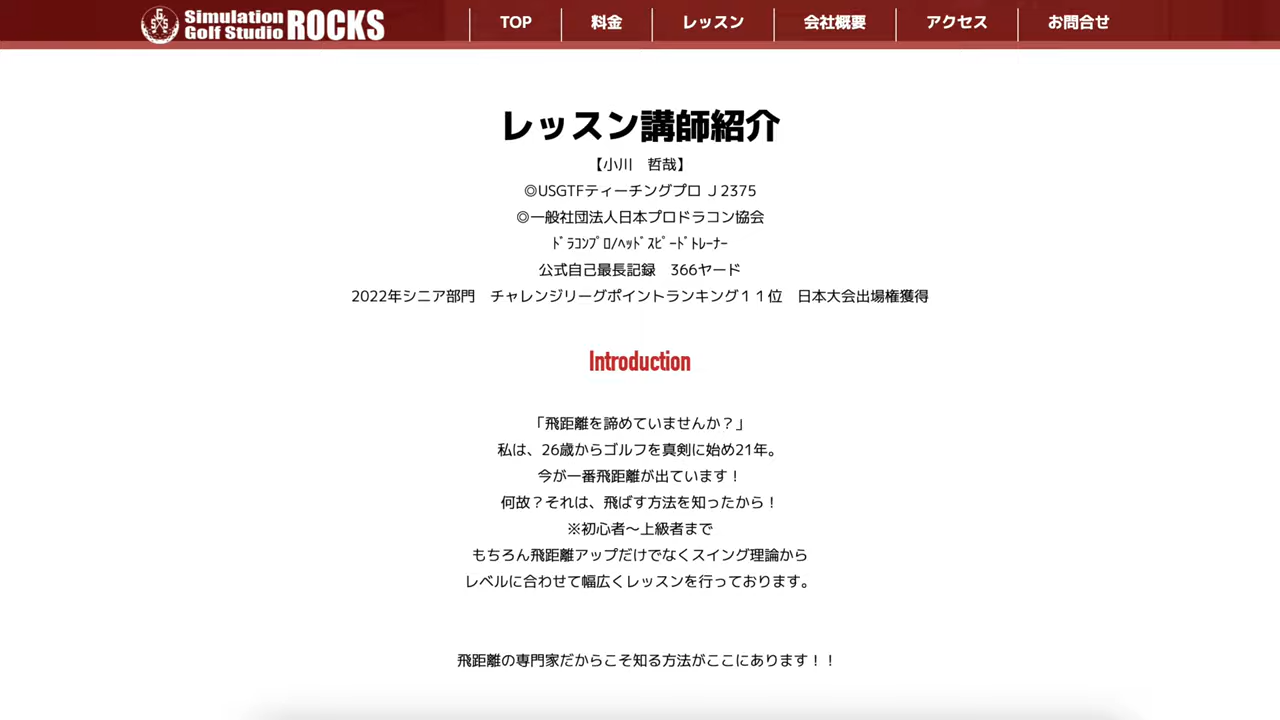 Simulation
Golf Studio ROCKS
TOP
料金
レッスン
会社概要
アクセス
お問合せ
レッスン講師紹介
【小川　哲哉】
◎USGTFティーチングプロ Ｊ2375
◎一般社団法人日本プロドラコン協会
ﾄﾞﾗｺﾝﾌﾟﾛ/ﾍｯﾄﾞｽﾋﾟｰﾄﾞﾄﾚｰﾅｰ
公式自己最長記録　366ヤード
2022年シニア部門　チャレンジリーグポイントランキング１１位　日本大会出場権獲得
Introduction
「飛距離を諦めていませんか？」
私は、26歳からゴルフを真剣に始め21年。
今が一番飛距離が出ています！
何故？それは、飛ばす方法を知ったから！
※初心者〜上級者まで
もちろん飛距離アップだけでなくスイング理論から
レベルに合わせて幅広くレッスンを行っております。
飛距離の専門家だからこそ知る方法がここにあります！！